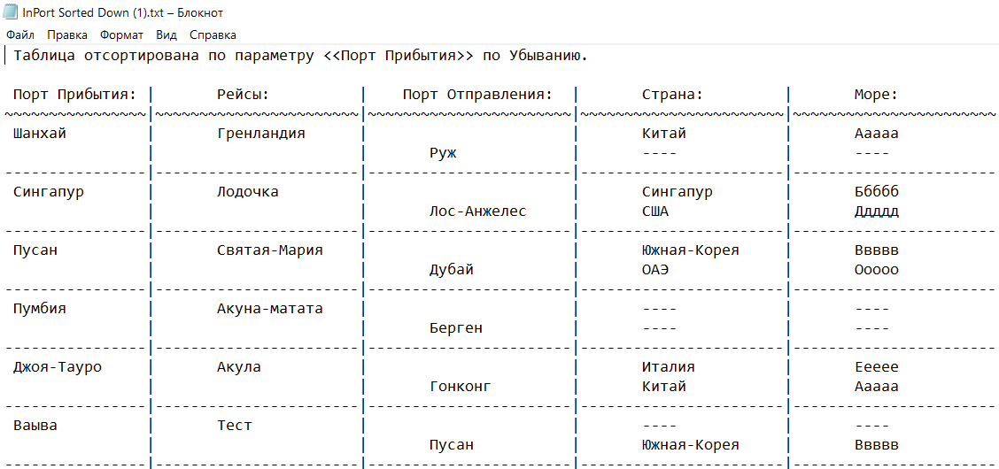 InPort Sorted Down (1).txt – Блокнот
Файл Правка Формат Вид Справка
Таблица отсортирована по параметру <<Порт Прибытия>> по Убыванию.
Порт Прибытия: | Рейсы: | Порт Отправления: | Страна: | Море:
~~~~~~~~~~~~~~~~|~~~~~~~~~~~~~~~~~~~~~~~|~~~~~~~~~~~~~~~~~~~~~~~|~~~~~~~~~~~~~~~~~~~~~~~|~~~~~~~~~~~~~~~~~~~~~~~
Шанхай | Гренландия | | Китай | Ааааа
| | Руж | ---- | ----
----------------|-----------------------|-----------------------|-----------------------|-----------------------
Сингапур | Лодочка | | Сингапур | Ббббб
| | Лос-Анжелес | США | Ддддд
----------------|-----------------------|-----------------------|-----------------------|-----------------------
Пусан | Святая-Мария | | Южная-Корея | Ввввв
| | Дубай | ОАЭ | Ооооо
----------------|-----------------------|-----------------------|-----------------------|-----------------------
Пумбия | Акуна-матата | | ---- | ----
| | Берген | ---- | ----
----------------|-----------------------|-----------------------|-----------------------|-----------------------
Джоя-Тауро | Акула | | Италия | Еееее
| | Гонконг | Китай | Ааааа
----------------|-----------------------|-----------------------|-----------------------|-----------------------
Ваыва | Тест | | ---- | ----
| | Пусан | Южная-Корея | Ввввв
----------------|-----------------------|-----------------------|-----------------------|-----------------------